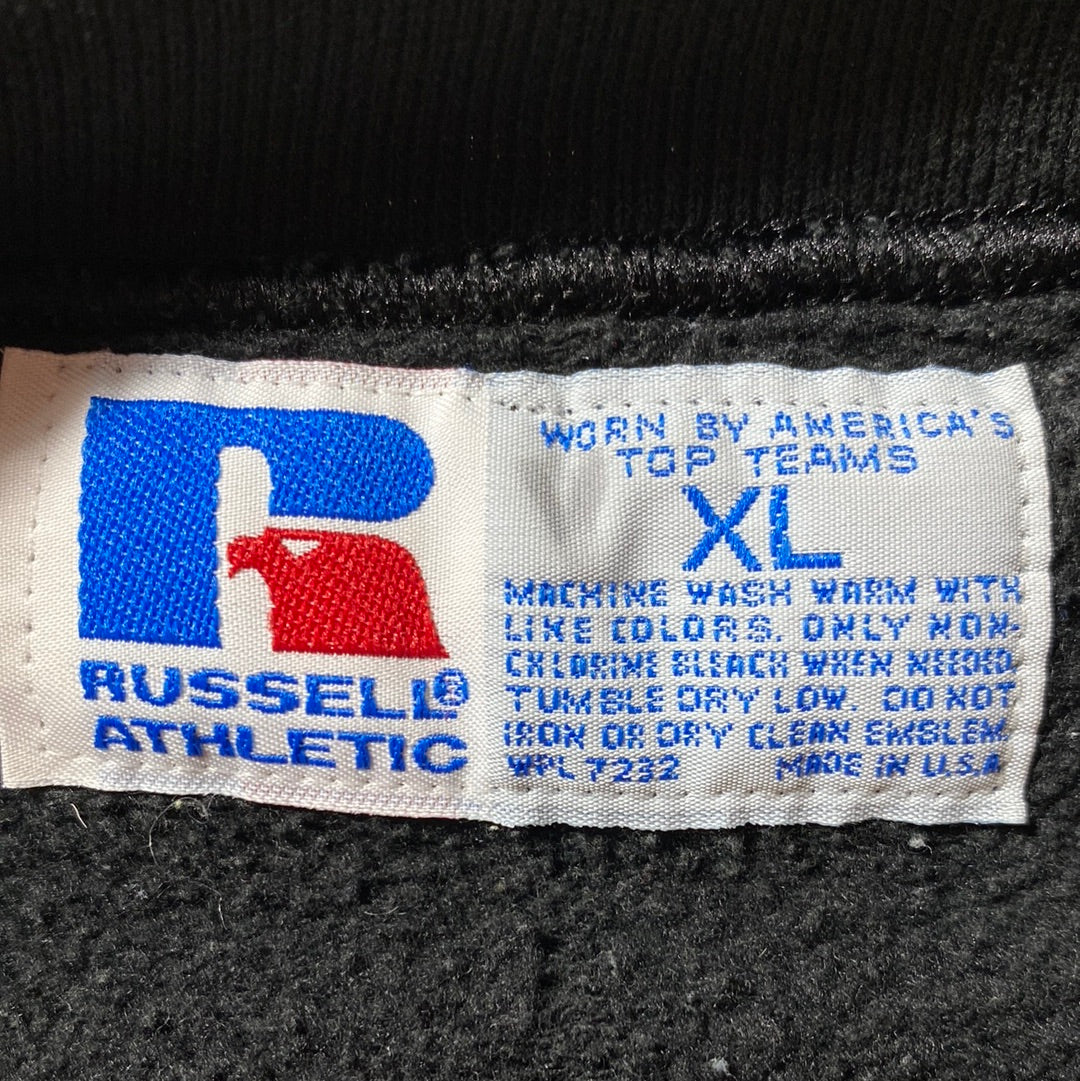 RUSSELL®
ATHLETIC
WORN BY AMERICA'S
TOP TEAMS
XL
MACHINE WASH WARM WITH
LIKE COLORS. ONLY NON-
CHLORINE BLEACH WHEN NEEDED.
TUMBLE DRY LOW. DO NOT
IRON OR DRY CLEAN EMBLEM.
WPL 7232 MADE IN U.S.A.